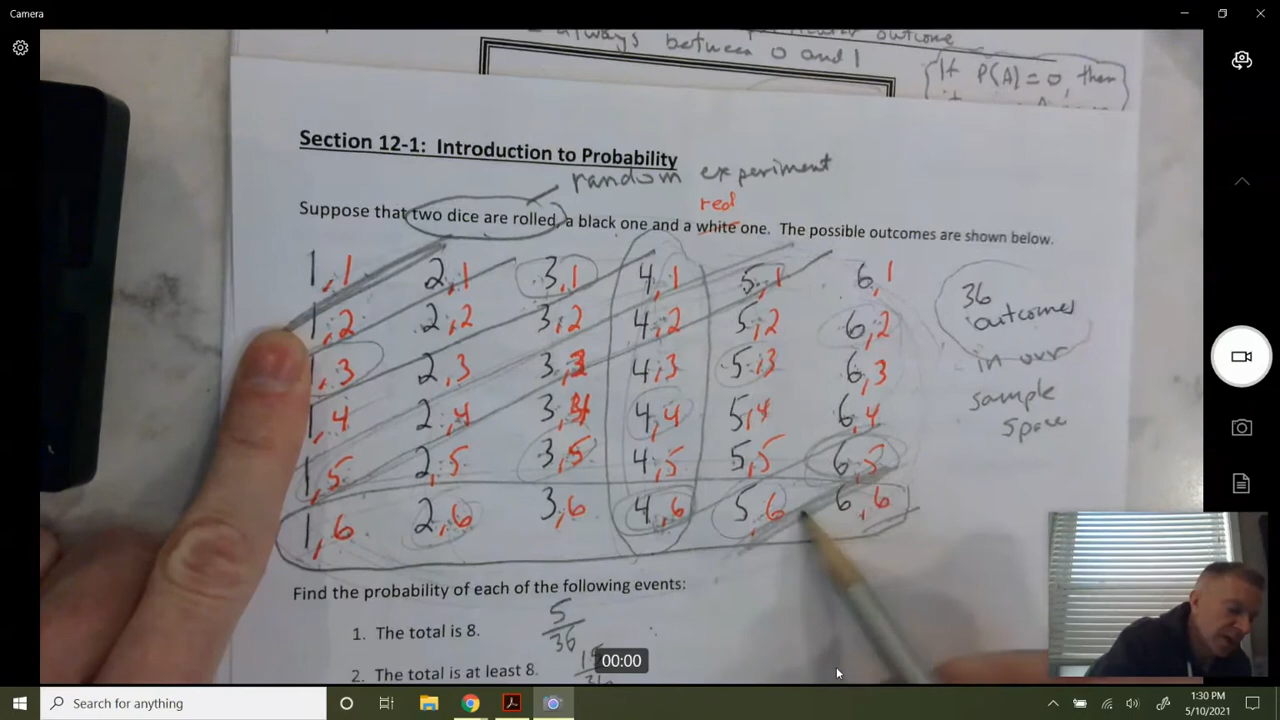 Camera
always between 0 and 1
outcome
If P(A)=0, then
Section 12-1: Introduction to Probability
random experiment
red
Suppose that two dice are rolled, a black one and a white one. The possible outcomes are shown below.
1,1 2,1 3,1 4,1 5,1 6,1
1,2 2,2 3,2 4,2 5,2 6,2
1,3 2,3 3,3 4,3 5,3 6,3
1,4 2,4 3,4 4,4 5,4 6,4
1,5 2,5 3,5 4,5 5,5 6,5
1,6 2,6 3,6 4,6 5,6 6,6
36
outcomes
in our
sample
space
Find the probability of each of the following events:
1. The total is 8. 5/36
2. The total is at least 8.
00:00
Search for anything
1:30 PM
5/10/2021